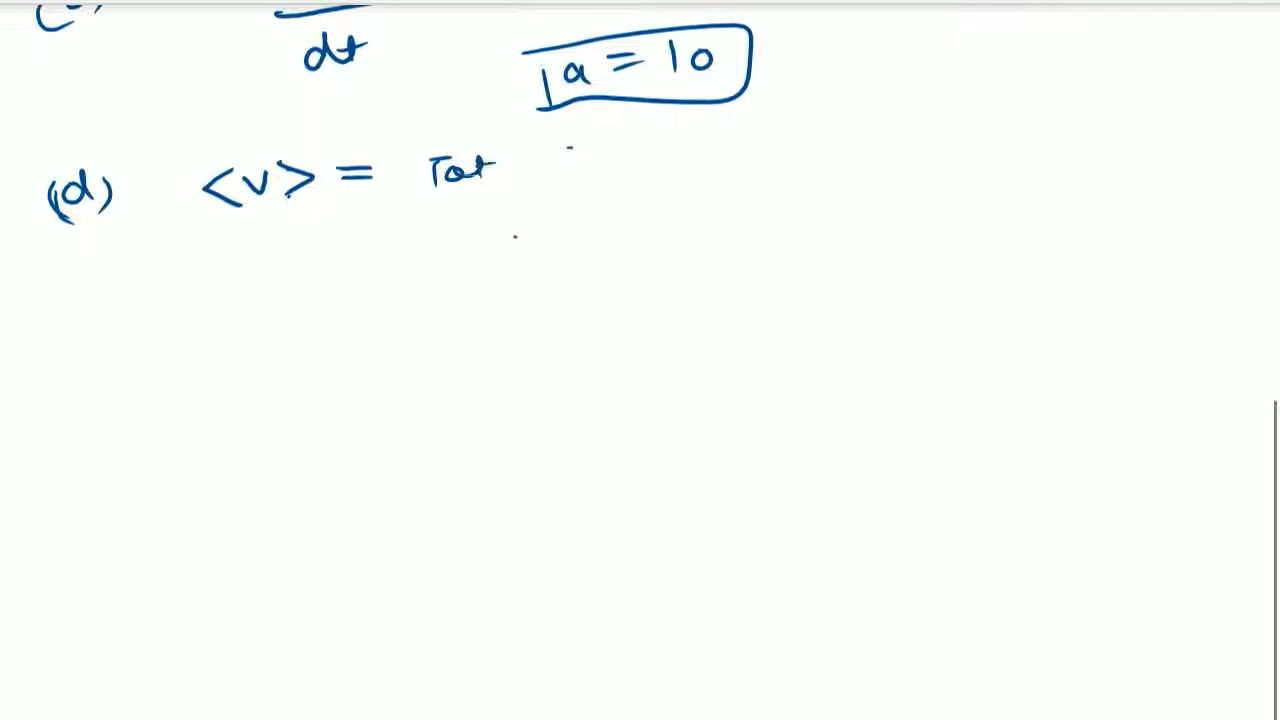 dt
a = 10
(d) <v> = Tot